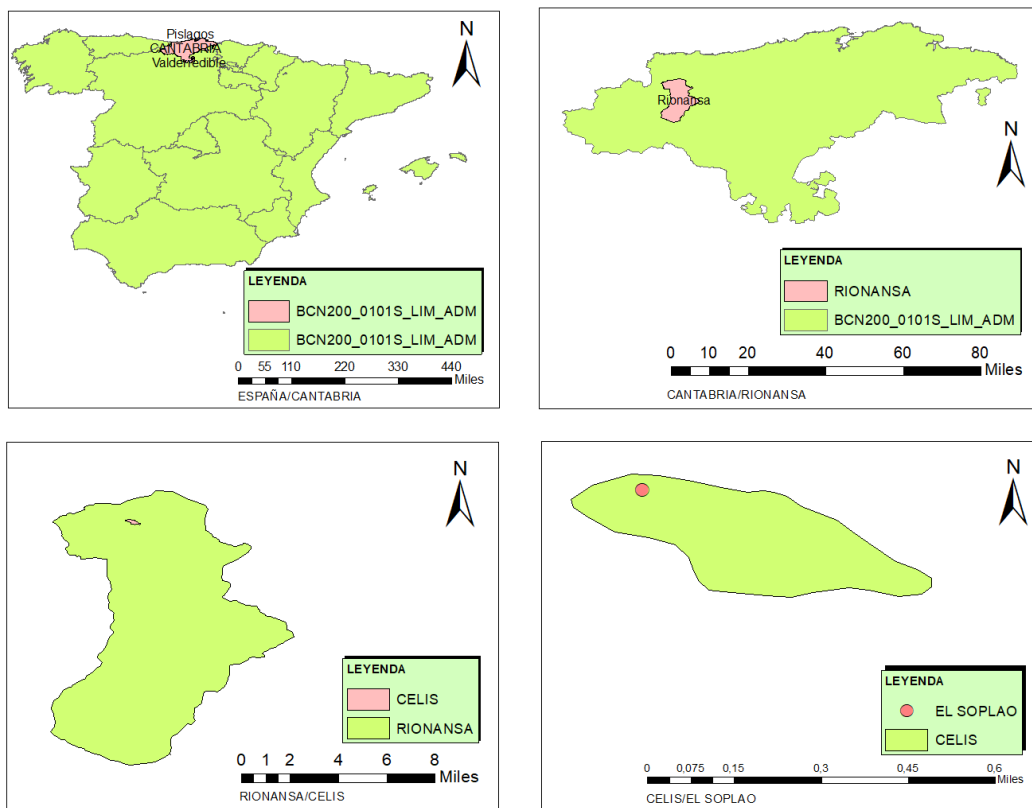 Pislagos
CANTABRIA
Valderredible
N
LEYENDA
BCN200_0101S_LIM_ADM
BCN200_0101S_LIM_ADM
0 55 110 220 330 440
Miles
ESPAÑA/CANTABRIA
Rionansa
N
LEYENDA
RIONANSA
BCN200_0101S_LIM_ADM
0 10 20 40 60 80
Miles
CANTABRIA/RIONANSA
N
LEYENDA
CELIS
RIONANSA
0 1 2 4 6 8
Miles
RIONANSA/CELIS
N
LEYENDA
EL SOPLAO
CELIS
0 0,075 0,15 0,3 0,45 0,6
Miles
CELIS/EL SOPLAO